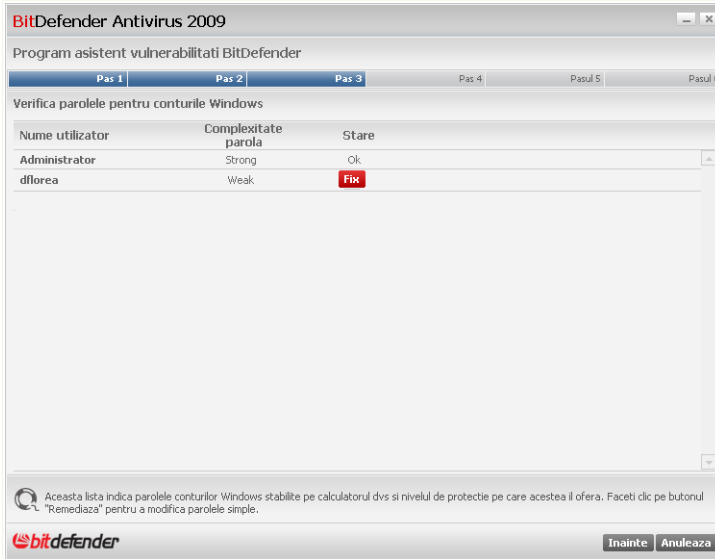 BitDefender Antivirus 2009
Program asistent vulnerabilitati BitDefender
Pas 1 Pas 2 Pas 3 Pas 4 Pasul 5 Pasul
Verifica parolele pentru conturile Windows
Nume utilizator Complexitate parola Stare
Administrator Strong Ok
dflorea Weak Fix
Aceasta lista indica parolele conturilor Windows stabilite pe calculatorul dvs si nivelul de protectie pe care acestea il ofera. Faceti clic pe butonul
"Remediaza" pentru a modifica parolele simple.
bitdefender
Inainte Anuleaza